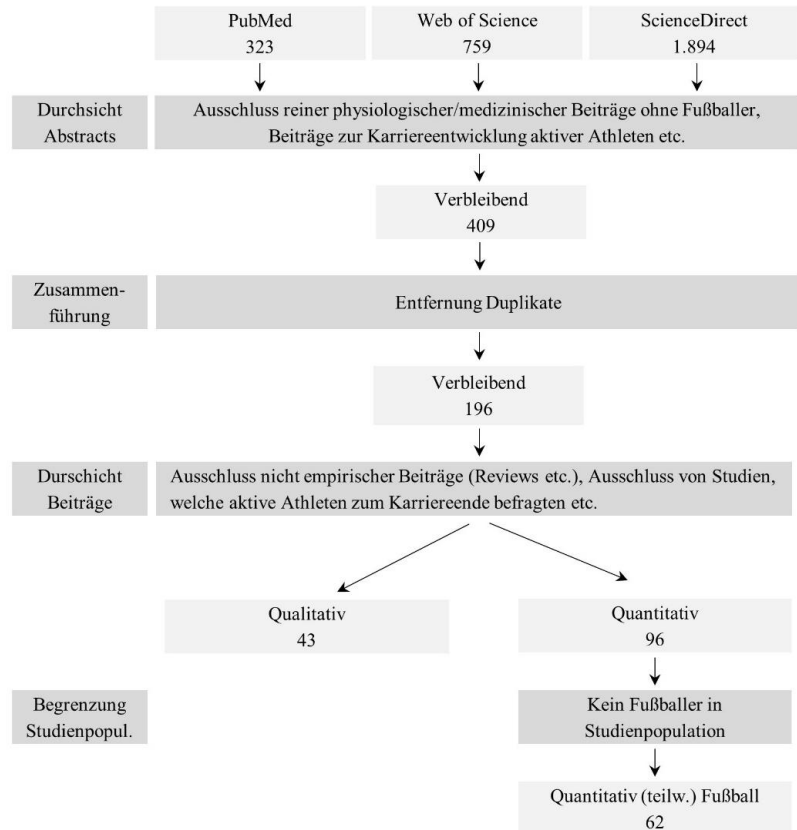 PubMed
323
Web of Science
759
ScienceDirect
1.894
Durchsicht
Abstracts
Ausschluss reiner physiologischer/medizinischer Beiträge ohne Fußballer,
Beiträge zur Karriereentwicklung aktiver Athleten etc.
Verbleibend
409
Zusammen-
führung
Entfernung Duplikate
Verbleibend
196
Durschicht
Beiträge
Ausschluss nicht empirischer Beiträge (Reviews etc.), Ausschluss von Studien,
welche aktive Athleten zum Karriereende befragten etc.
Qualitativ
43
Quantitativ
96
Begrenzung
Studienpopul.
Kein Fußballer in
Studienpopulation
Quantitativ (teilw.) Fußball
62